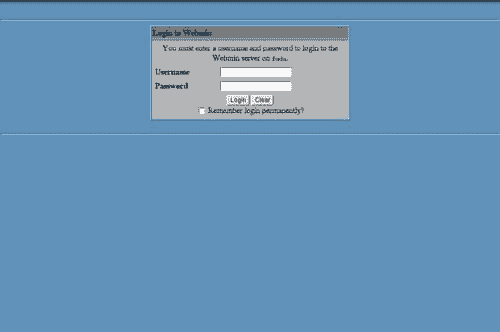 Login to Webmin
You must enter a username and password to login to the
Webmin server on
Username
Password
Login Clear
Remember login permanently?